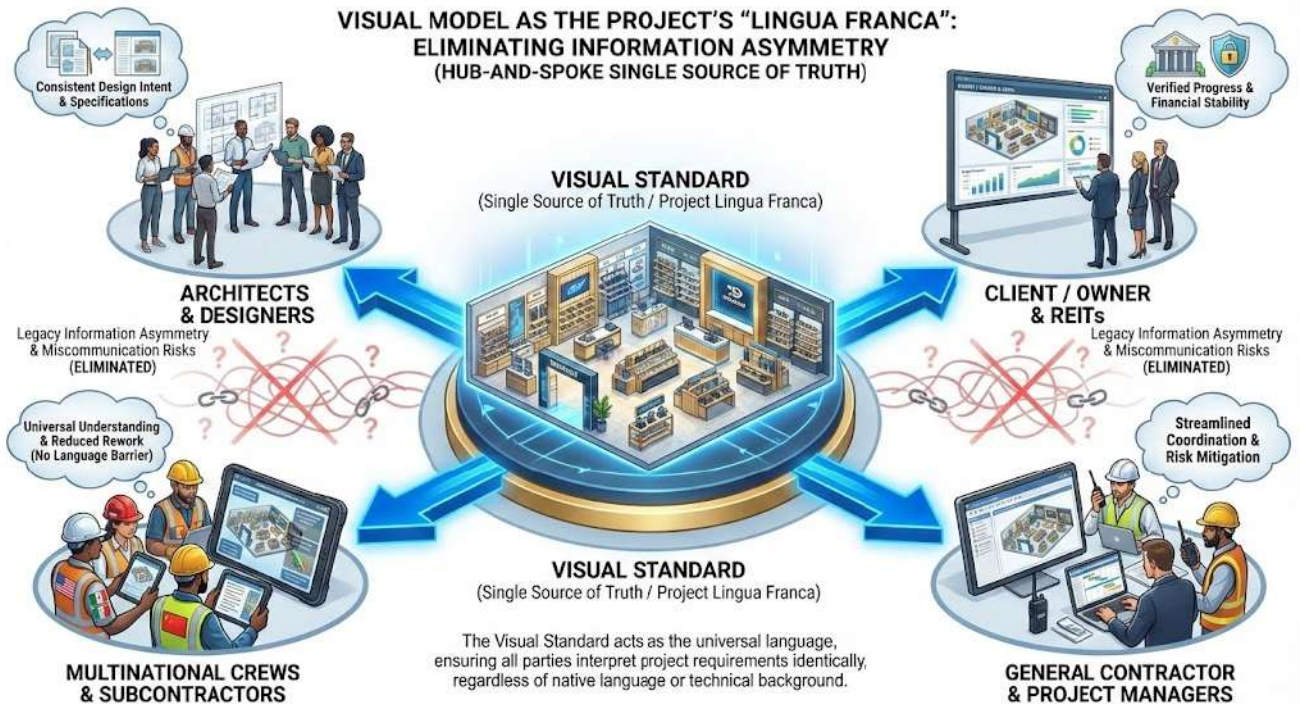 VISUAL MODEL AS THE PROJECT'S “LINGUA FRANCA”:
ELIMINATING INFORMATION ASYMMETRY
(HUB-AND-SPOKE SINGLE SOURCE OF TRUTH)
Consistent Design Intent
& Specifications
Verified Progress &
Financial Stability
VISUAL STANDARD
(Single Source of Truth / Project Lingua Franca)
ARCHITECTS
& DESIGNERS
CLIENT / OWNER
& REITs
Legacy Information Asymmetry
& Miscommunication Risks
(ELIMINATED)
Legacy Information Asymmetry
& Miscommunication Risks
(ELIMINATED)
? ? ? ?
? ? ? ?
Universal Understanding
& Reduced Rework
(No Language Barrier)
Streamlined
Coordination &
Risk Mitigation
VISUAL STANDARD
(Single Source of Truth / Project Lingua Franca)
The Visual Standard acts as the universal language,
ensuring all parties interpret project requirements identically,
regardless of native language or technical background.
MULTINATIONAL CREWS
& SUBCONTRACTORS
GENERAL CONTRACTOR
& PROJECT MANAGERS